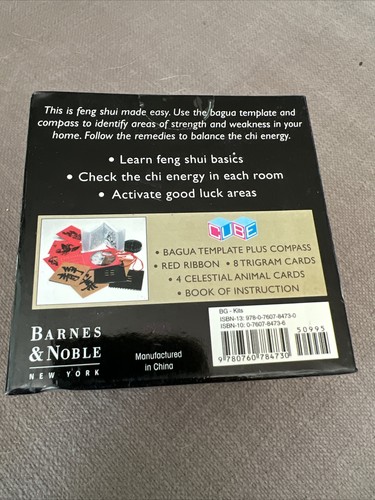 This is feng shui made easy. Use the bagua template and
compass to identify areas of strength and weakness in your
home. Follow the remedies to balance the chi energy.
• Learn feng shui basics
• Check the chi energy in each room
• Activate good luck areas
CUBE
• BAGUA TEMPLATE PLUS COMPASS
• RED RIBBON • 8 TRIGRAM CARDS
• 4 CELESTIAL ANIMAL CARDS
• BOOK OF INSTRUCTION
BARNES
& NOBLE
NEW YORK
Manufactured
in China
BG - Kits
ISBN-13: 978-0-7607-8473-0
ISBN-10: 0-7607-8473-6
50995
9 780760 784730